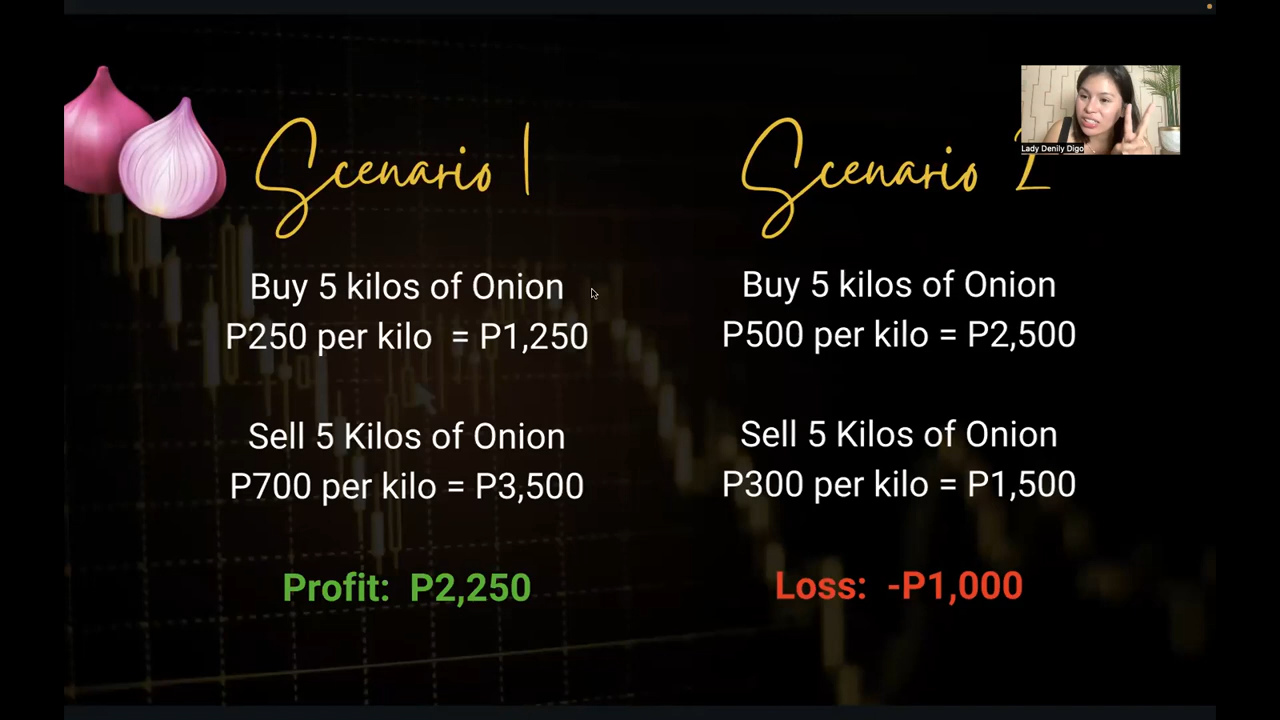 Scenario 1
Buy 5 kilos of Onion
P250 per kilo = P1,250
Sell 5 Kilos of Onion
P700 per kilo = P3,500
Profit: P2,250
Scenario 2
Buy 5 kilos of Onion
P500 per kilo = P2,500
Sell 5 Kilos of Onion
P300 per kilo = P1,500
Loss: -P1,000
Lady Denily Digo